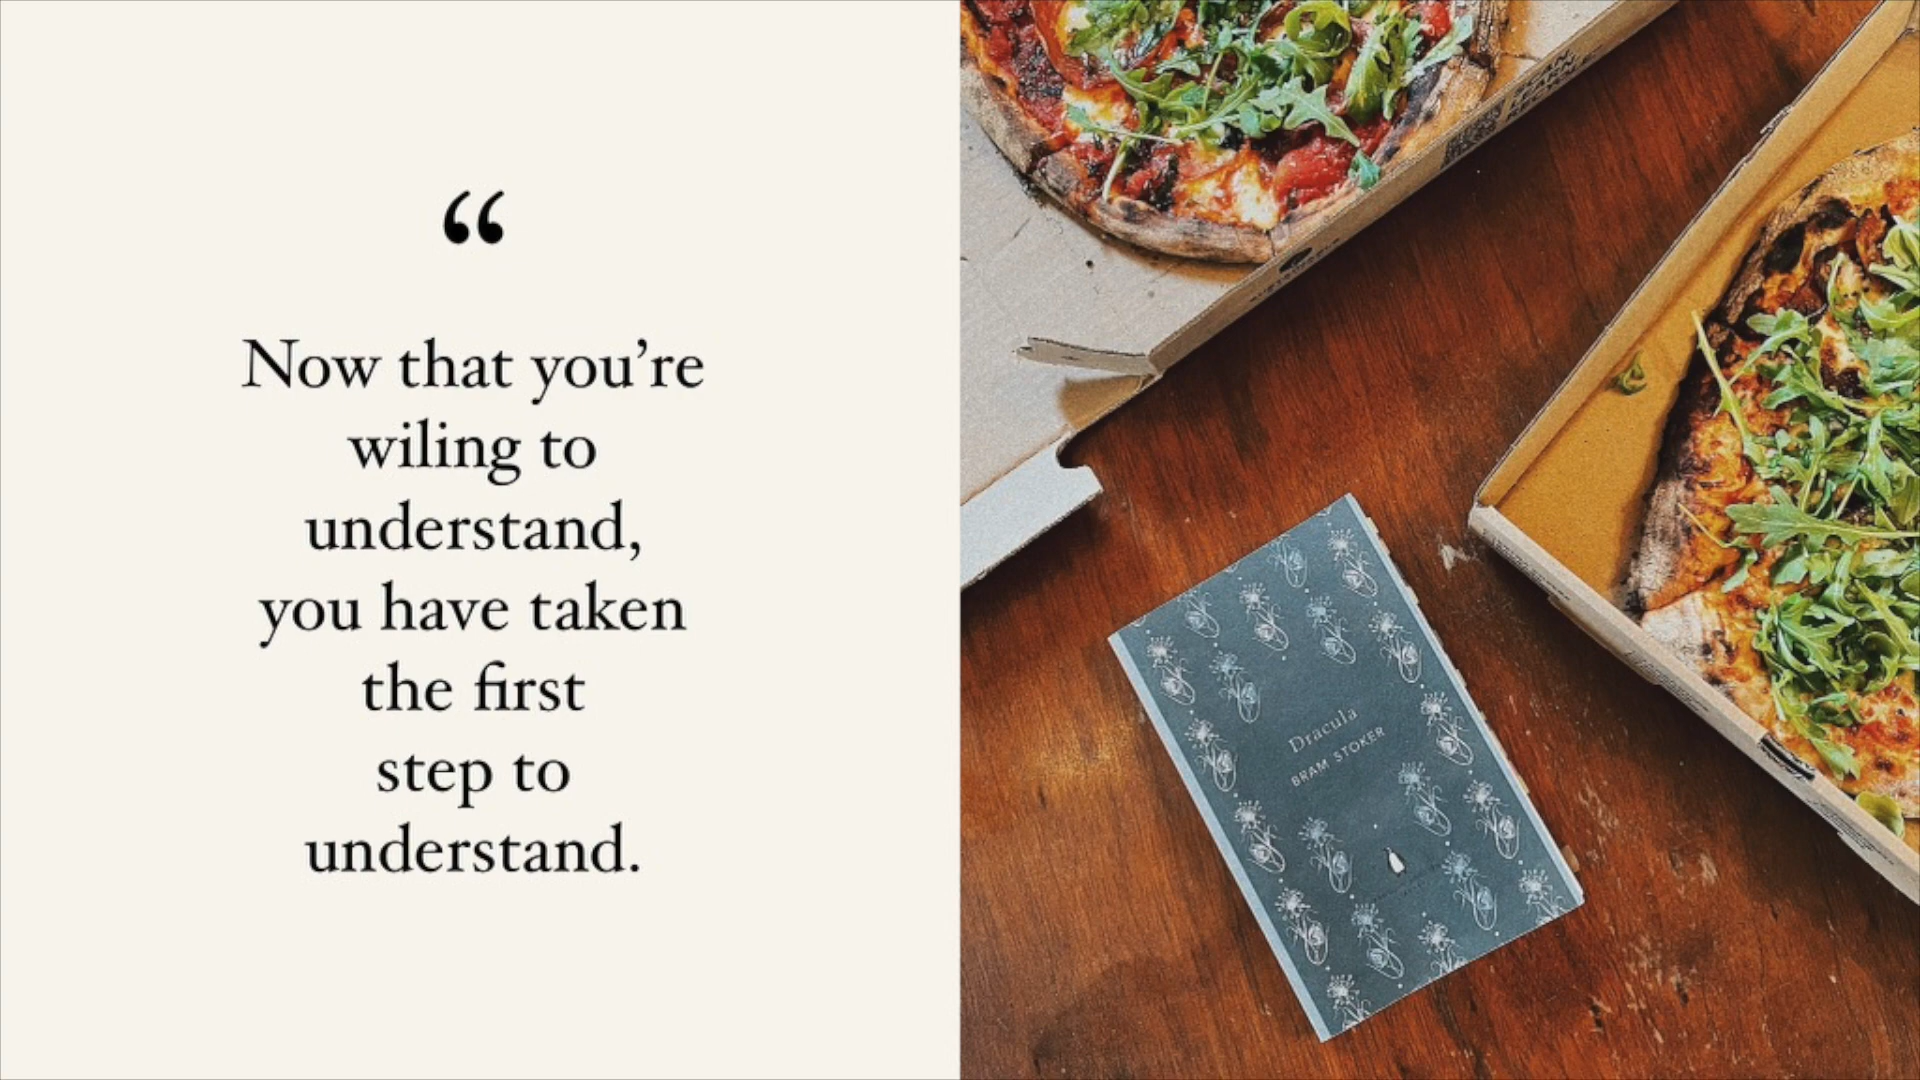 “
Now that you’re
wiling to
understand,
you have taken
the first
step to
understand.
Dracula
BRAM STOKER